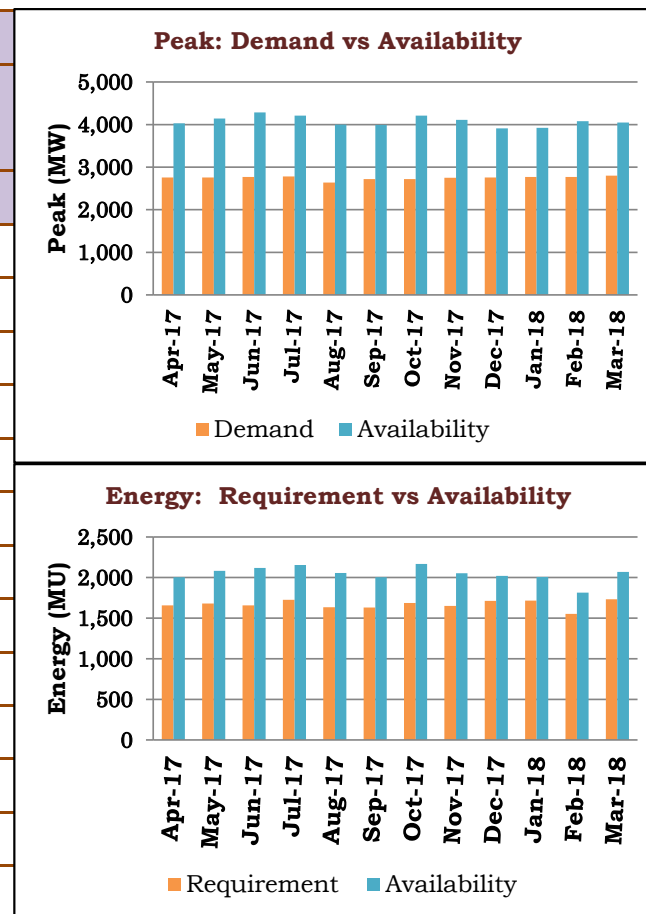 Peak: Demand vs Availability
5,000
4,000
3,000
2,000
1,000
0
Peak (MW)
Apr-17
May-17
Jun-17
Jul-17
Aug-17
Sep-17
Oct-17
Nov-17
Dec-17
Jan-18
Feb-18
Mar-18
Demand Availability
Energy: Requirement vs Availability
2,500
2,000
1,500
1,000
500
0
Energy (MU)
Apr-17
May-17
Jun-17
Jul-17
Aug-17
Sep-17
Oct-17
Nov-17
Dec-17
Jan-18
Feb-18
Mar-18
Requirement Availability